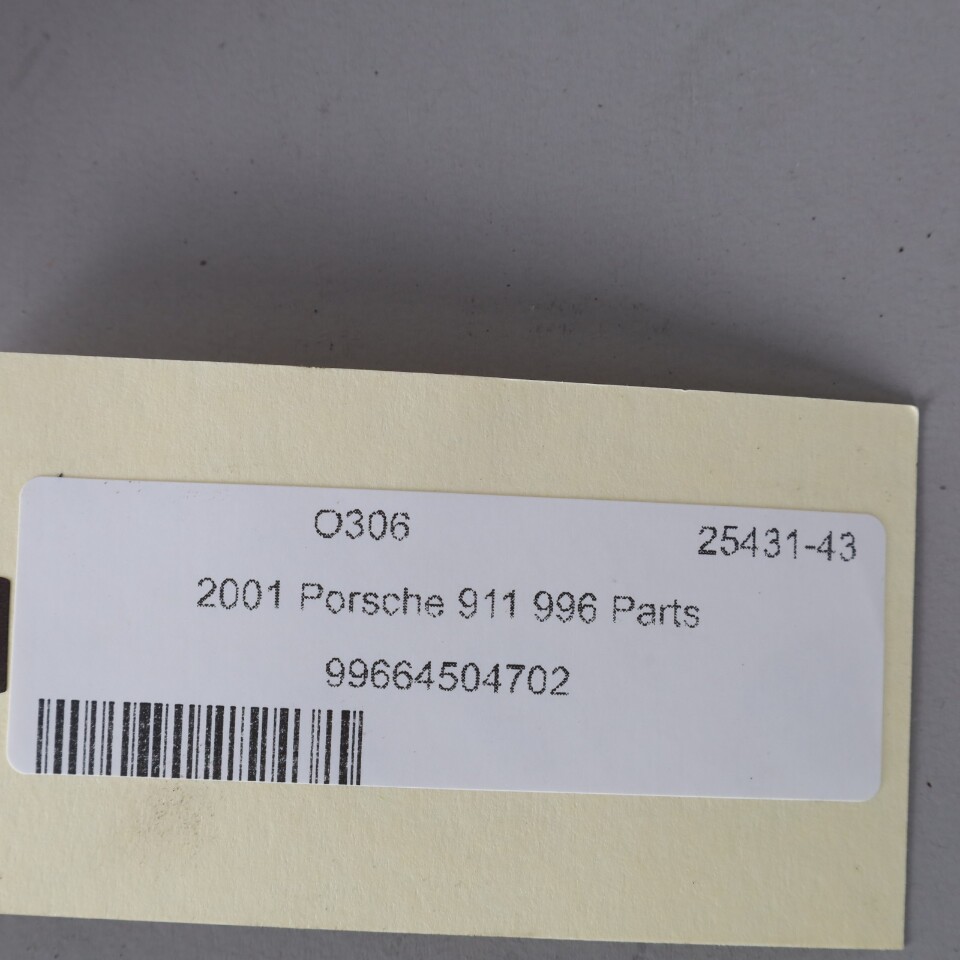 O306 25431-43
2001 Porsche 911 996 Parts
99664504702